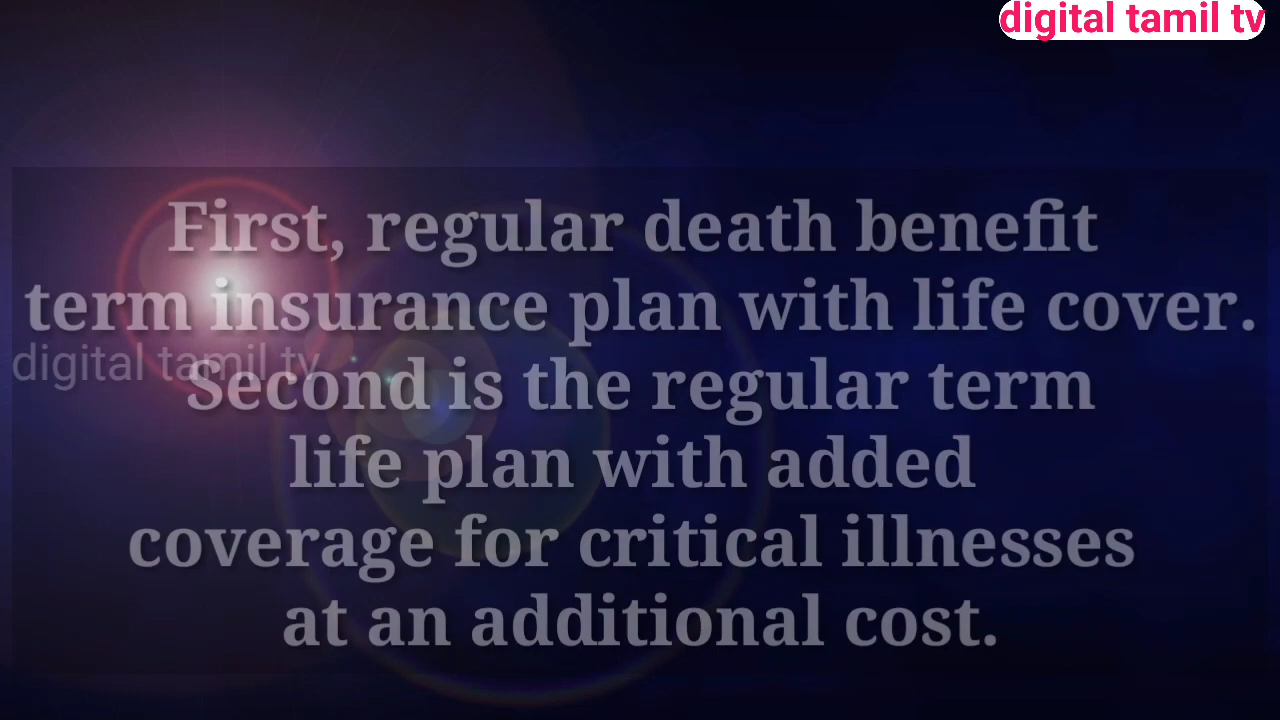 digital tamil tv
First, regular death benefit
term insurance plan with life cover.
digital tamil tv
Second is the regular term
life plan with added
coverage for critical illnesses
at an additional cost.